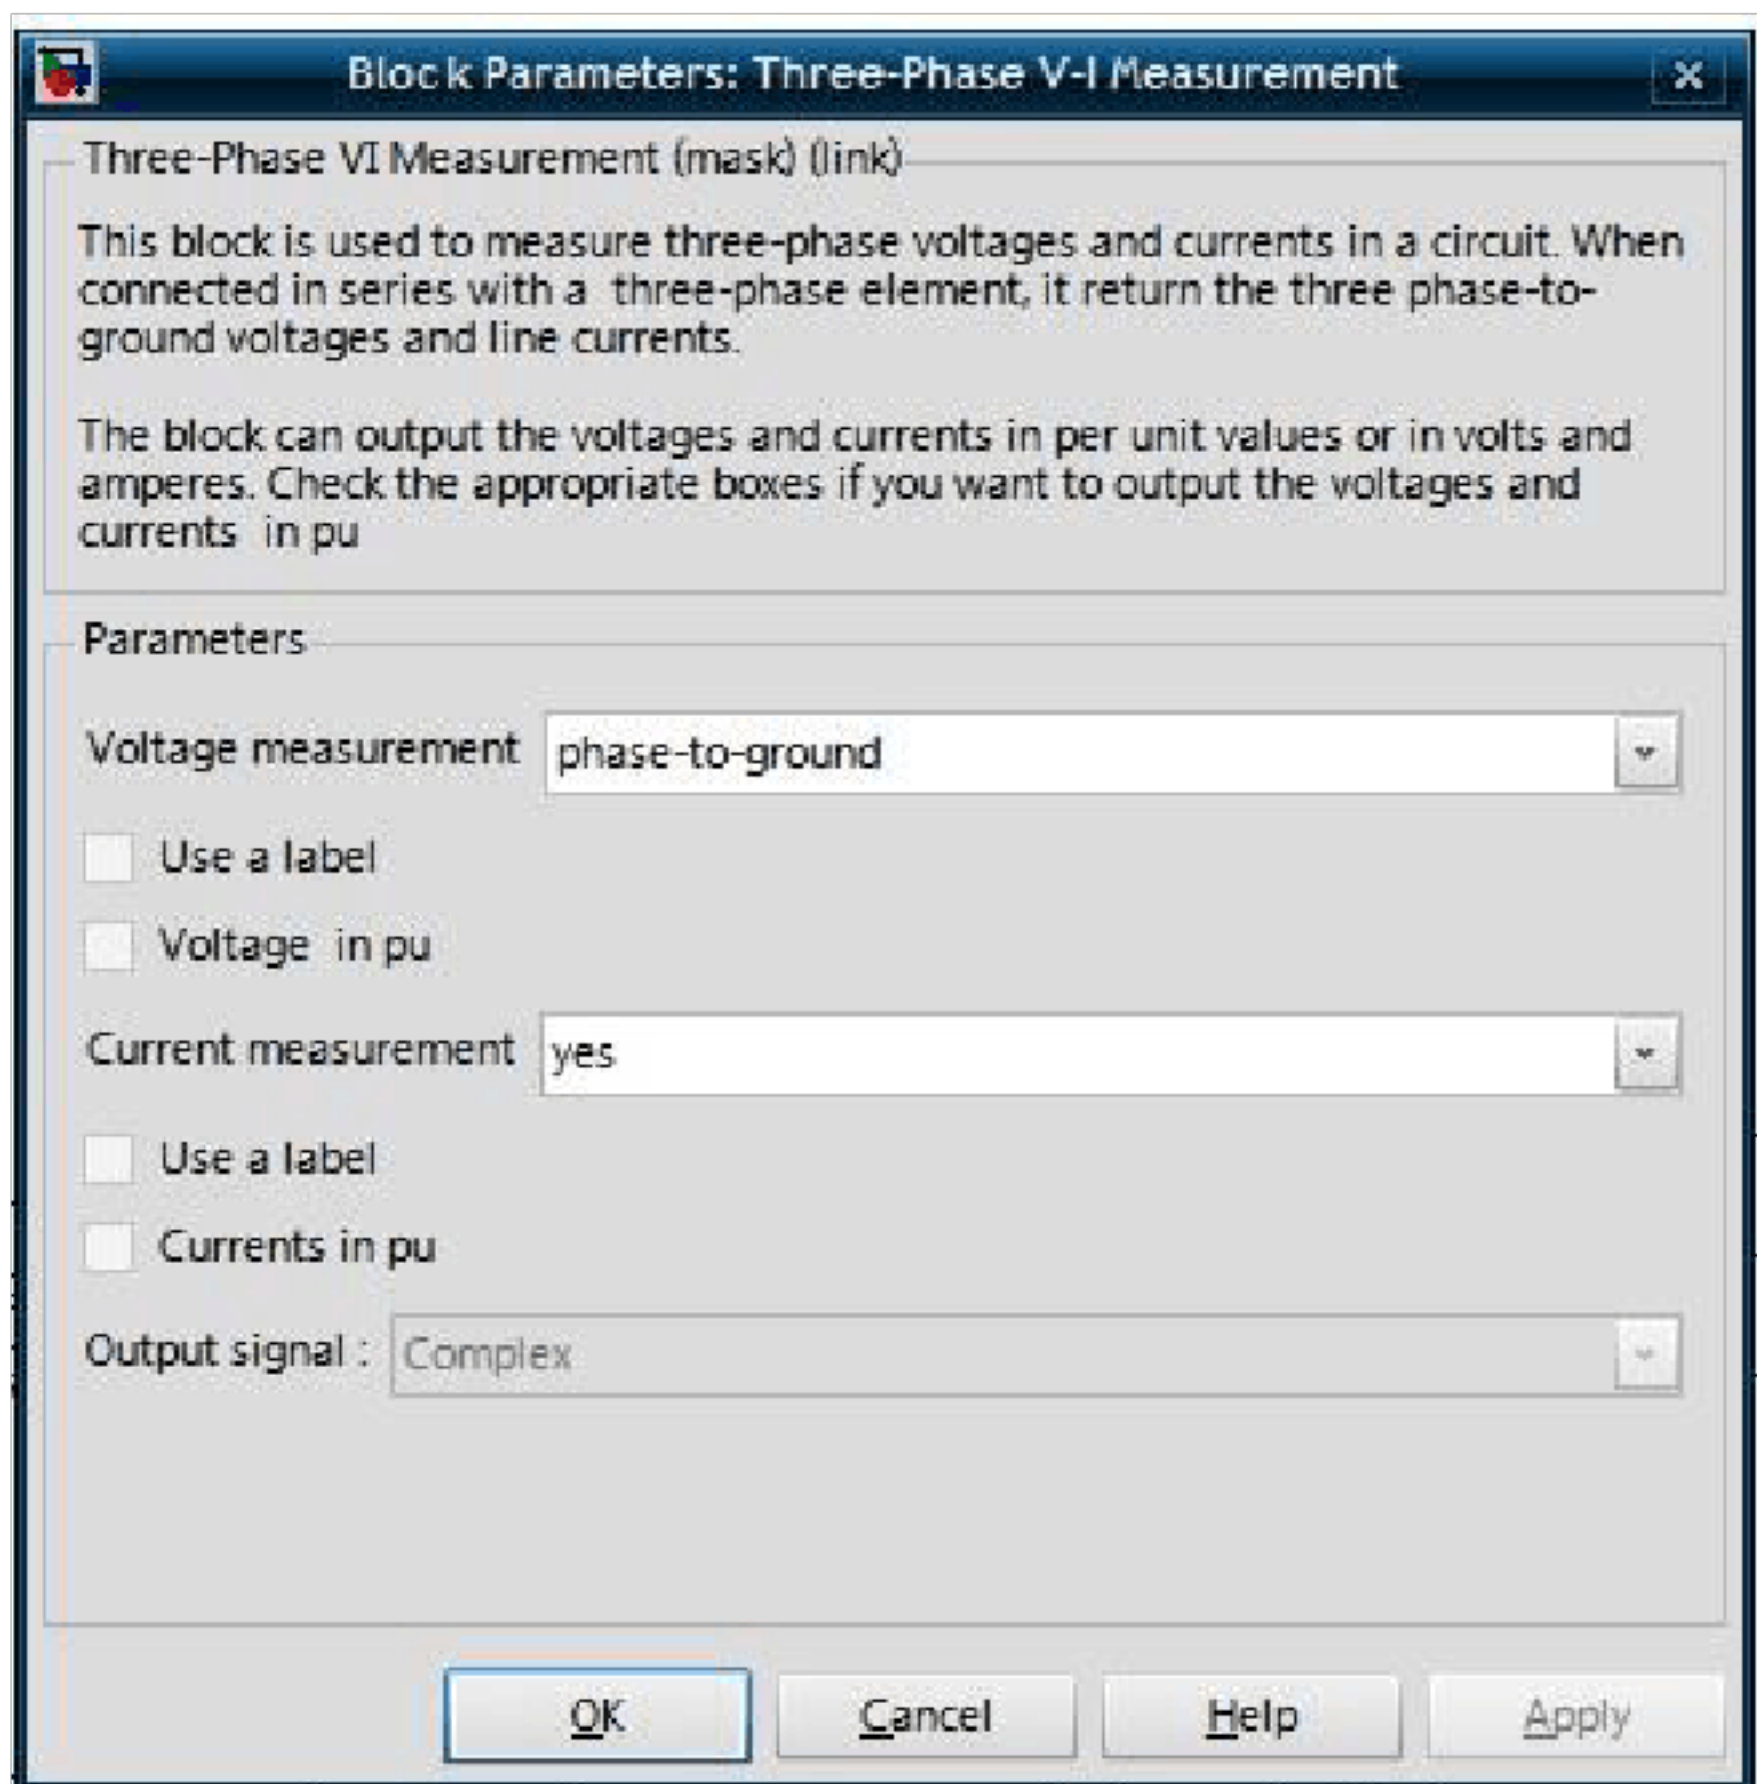 Block Parameters: Three-Phase V-I Measurement
Three-Phase VI Measurement (mask) (link)
This block is used to measure three-phase voltages and currents in a circuit. When
connected in series with a three-phase element, it return the three phase-to-
ground voltages and line currents.
The block can output the voltages and currents in per unit values or in volts and
amperes. Check the appropriate boxes if you want to output the voltages and
currents in pu
Parameters
Voltage measurement phase-to-ground
Use a label
Voltage in pu
Current measurement yes
Use a label
Currents in pu
Output signal : Complex
OK Cancel Help Apply